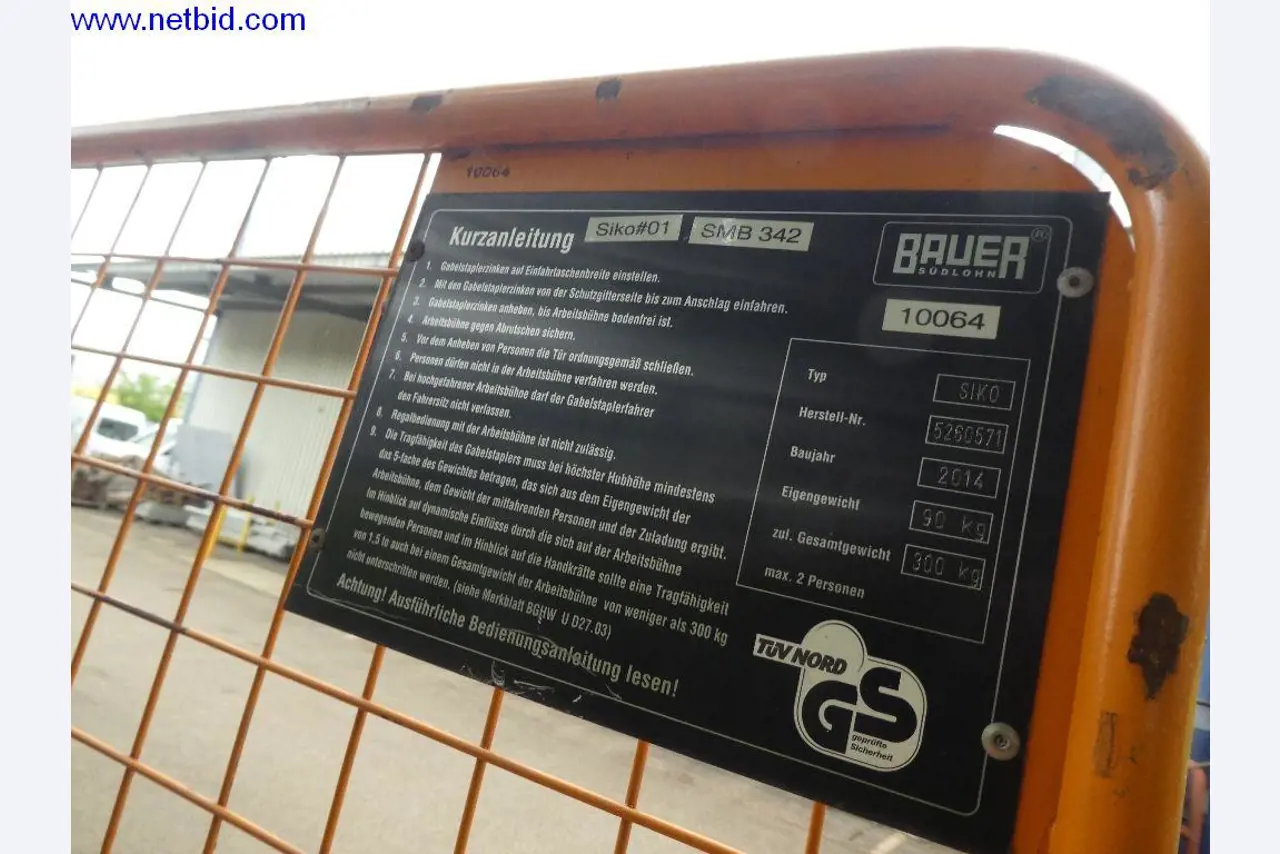 www.netbid.com
10064
Kurzanleitung
Siko#01
SMB 342
BAUER®
SÜDLOHN
10064
1. Gabelstaplerzinken auf Einfahrtaschenbreite einstellen.
2. Mit den Gabelstaplerzinken von der Schutzgitterseite bis zum Anschlag einfahren.
3. Gabelstaplerzinken anheben, bis Arbeitsbühne bodenfrei ist.
4. Arbeitsbühne gegen Abrutschen sichern.
5. Vor dem Anheben von Personen die Tür ordnungsgemäß schließen.
6. Personen dürfen nicht in der Arbeitsbühne verfahren werden.
7. Bei hochgefahrener Arbeitsbühne darf der Gabelstaplerfahrer
den Fahrersitz nicht verlassen.
8. Regalbedienung mit der Arbeitsbühne ist nicht zulässig.
9. Die Tragfähigkeit des Gabelstaplers muss bei höchster Hubhöhe mindestens
das 5-fache des Gewichtes betragen, das sich aus dem Eigengewicht der
Arbeitsbühne, dem Gewicht der mitfahrenden Personen und der Zuladung ergibt.
Im Hinblick auf dynamische Einflüsse durch die sich auf der Arbeitsbühne
bewegenden Personen und im Hinblick auf die Handkräfte sollte eine Tragfähigkeit
von 1,5 to auch bei einem Gesamtgewicht der Arbeitsbühne von weniger als 300 kg
nicht unterschritten werden. (siehe Merkblatt BGHW U D27.03)
Achtung! Ausführliche Bedienungsanleitung lesen!
Typ SIKO
Herstell-Nr. 5260571
Baujahr 2014
Eigengewicht 90 kg
zul. Gesamtgewicht 300 kg
max. 2 Personen
TÜV NORD
GS
geprüfte
Sicherheit